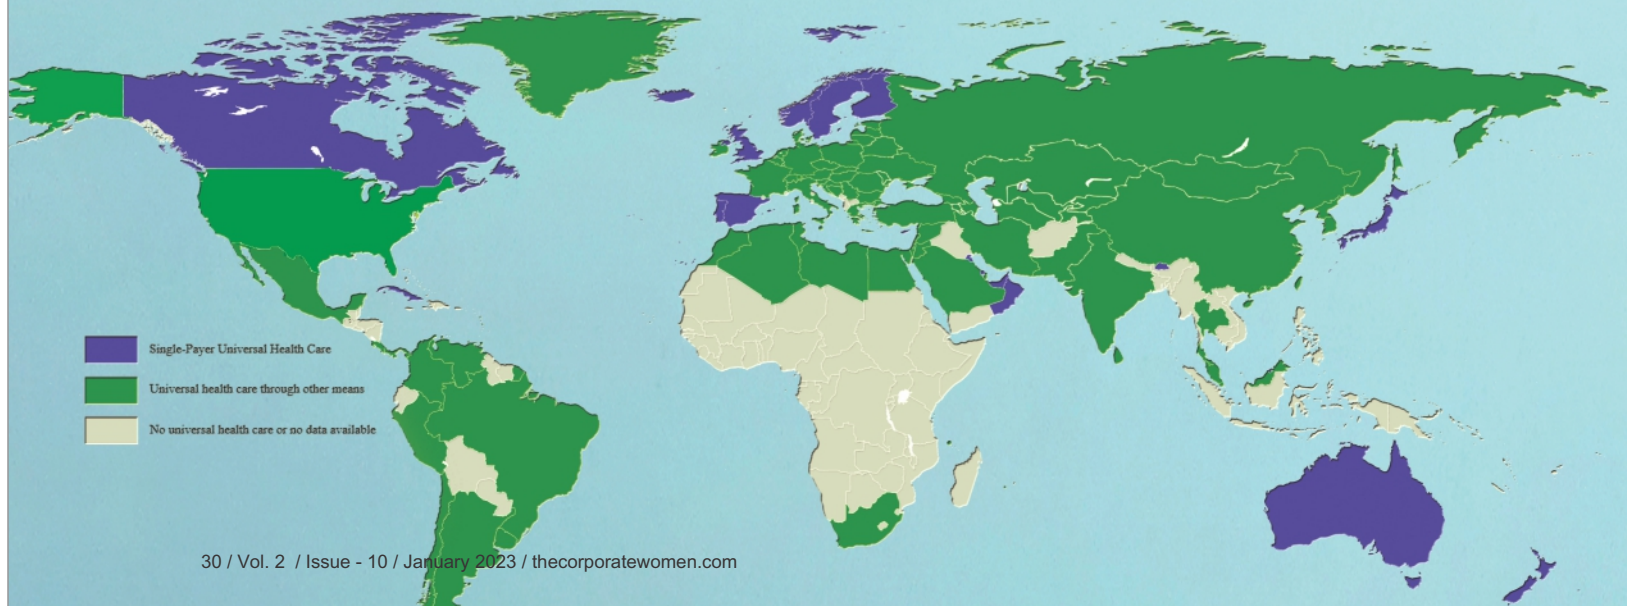 Single-Payer Universal Health Care
Universal health care through other means
No universal health care or no data available
30 / Vol. 2 / Issue - 10 / January 2023 / thecorporatewomen.com